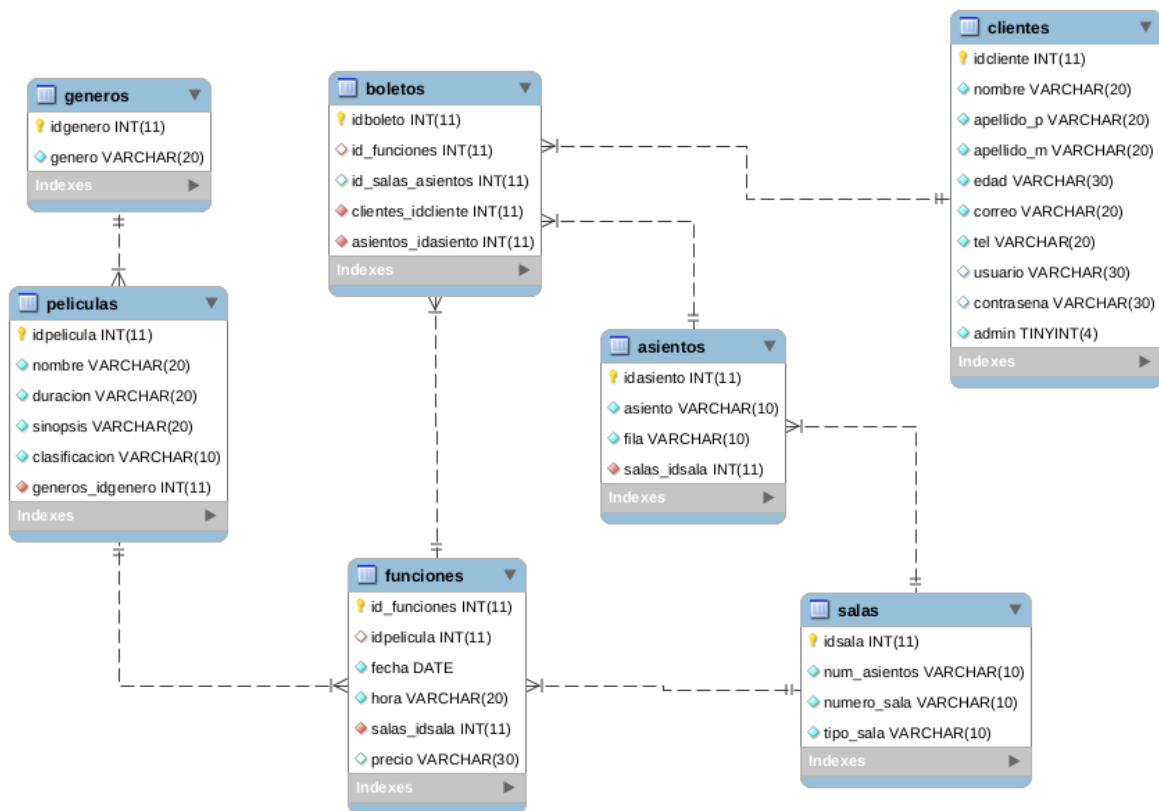 generos
idgenero INT(11)
genero VARCHAR(20)
Indexes
peliculas
idpelicula INT(11)
nombre VARCHAR(20)
duracion VARCHAR(20)
sinopsis VARCHAR(20)
clasificacion VARCHAR(10)
generos_idgenero INT(11)
Indexes
boletos
idboleto INT(11)
id_funciones INT(11)
id_salas_asientos INT(11)
clientes_idcliente INT(11)
asientos_idasiento INT(11)
Indexes
funciones
id_funciones INT(11)
idpelicula INT(11)
fecha DATE
hora VARCHAR(20)
salas_idsala INT(11)
precio VARCHAR(30)
Indexes
asientos
idasiento INT(11)
asiento VARCHAR(10)
fila VARCHAR(10)
salas_idsala INT(11)
Indexes
clientes
idcliente INT(11)
nombre VARCHAR(20)
apellido_p VARCHAR(20)
apellido_m VARCHAR(20)
edad VARCHAR(30)
correo VARCHAR(20)
tel VARCHAR(20)
usuario VARCHAR(30)
contrasena VARCHAR(30)
admin TINYINT(4)
Indexes
salas
idsala INT(11)
num_asientos VARCHAR(10)
numero_sala VARCHAR(10)
tipo_sala VARCHAR(10)
Indexes